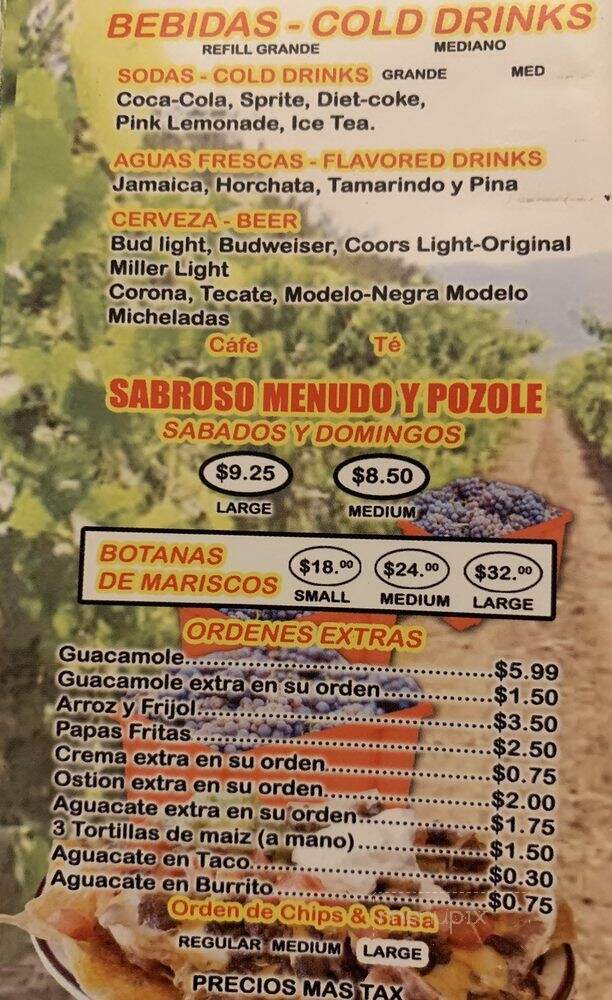 BEBIDAS - COLD DRINKS
REFILL GRANDE MEDIANO
SODAS - COLD DRINKS GRANDE MED
Coca-Cola, Sprite, Diet-coke,
Pink Lemonade, Ice Tea.
AGUAS FRESCAS - FLAVORED DRINKS
Jamaica, Horchata, Tamarindo y Pina
CERVEZA - BEER
Bud light, Budweiser, Coors Light-Original
Miller Light
Corona, Tecate, Modelo-Negra Modelo
Micheladas
Cáfe Té
SABROSO MENUDO Y POZOLE
SABADOS Y DOMINGOS
$9.25 $8.50
LARGE MEDIUM
BOTANAS
DE MARISCOS
$18.00 $24.00 $32.00
SMALL MEDIUM LARGE
ORDENES EXTRAS
Guacamole...$5.99
Guacamole extra en su orden...$1.50
Arroz y Frijol...$3.50
Papas Fritas...$2.50
Crema extra en su orden...$0.75
Ostion extra en su orden...$2.00
Aguacate extra en su orden...$1.75
3 Tortillas de maiz (a mano)...$1.50
Aguacate en Taco...$0.30
Aguacate en Burrito...$0.75
Orden de Chips & Salsa
REGULAR MEDIUM LARGE
PRECIOS MAS TAX